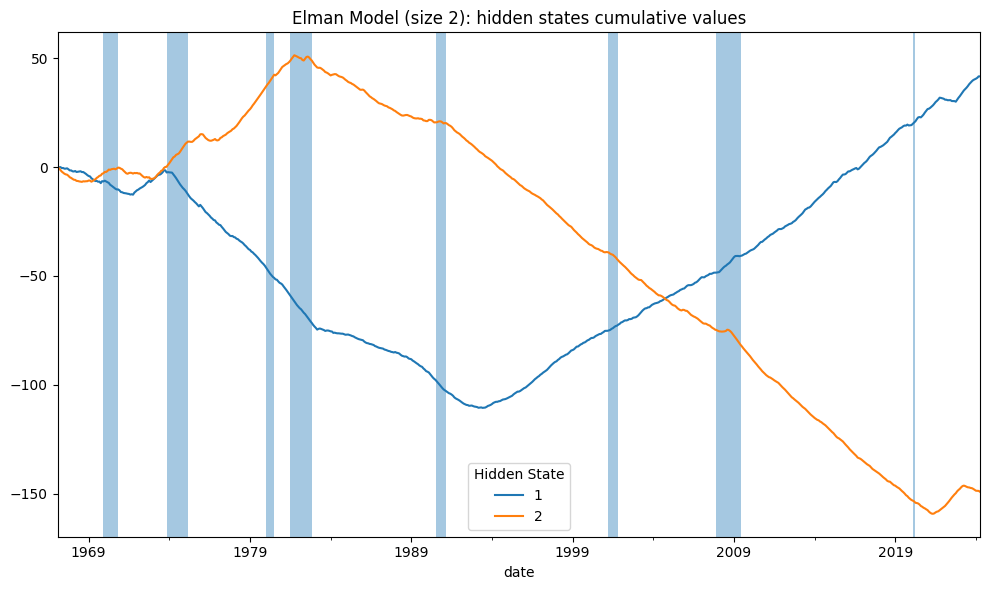 Elman Model (size 2): hidden states cumulative values
50
0
−50
−100
−150
Hidden State
1
2
1969 1979 1989 1999 2009 2019
date